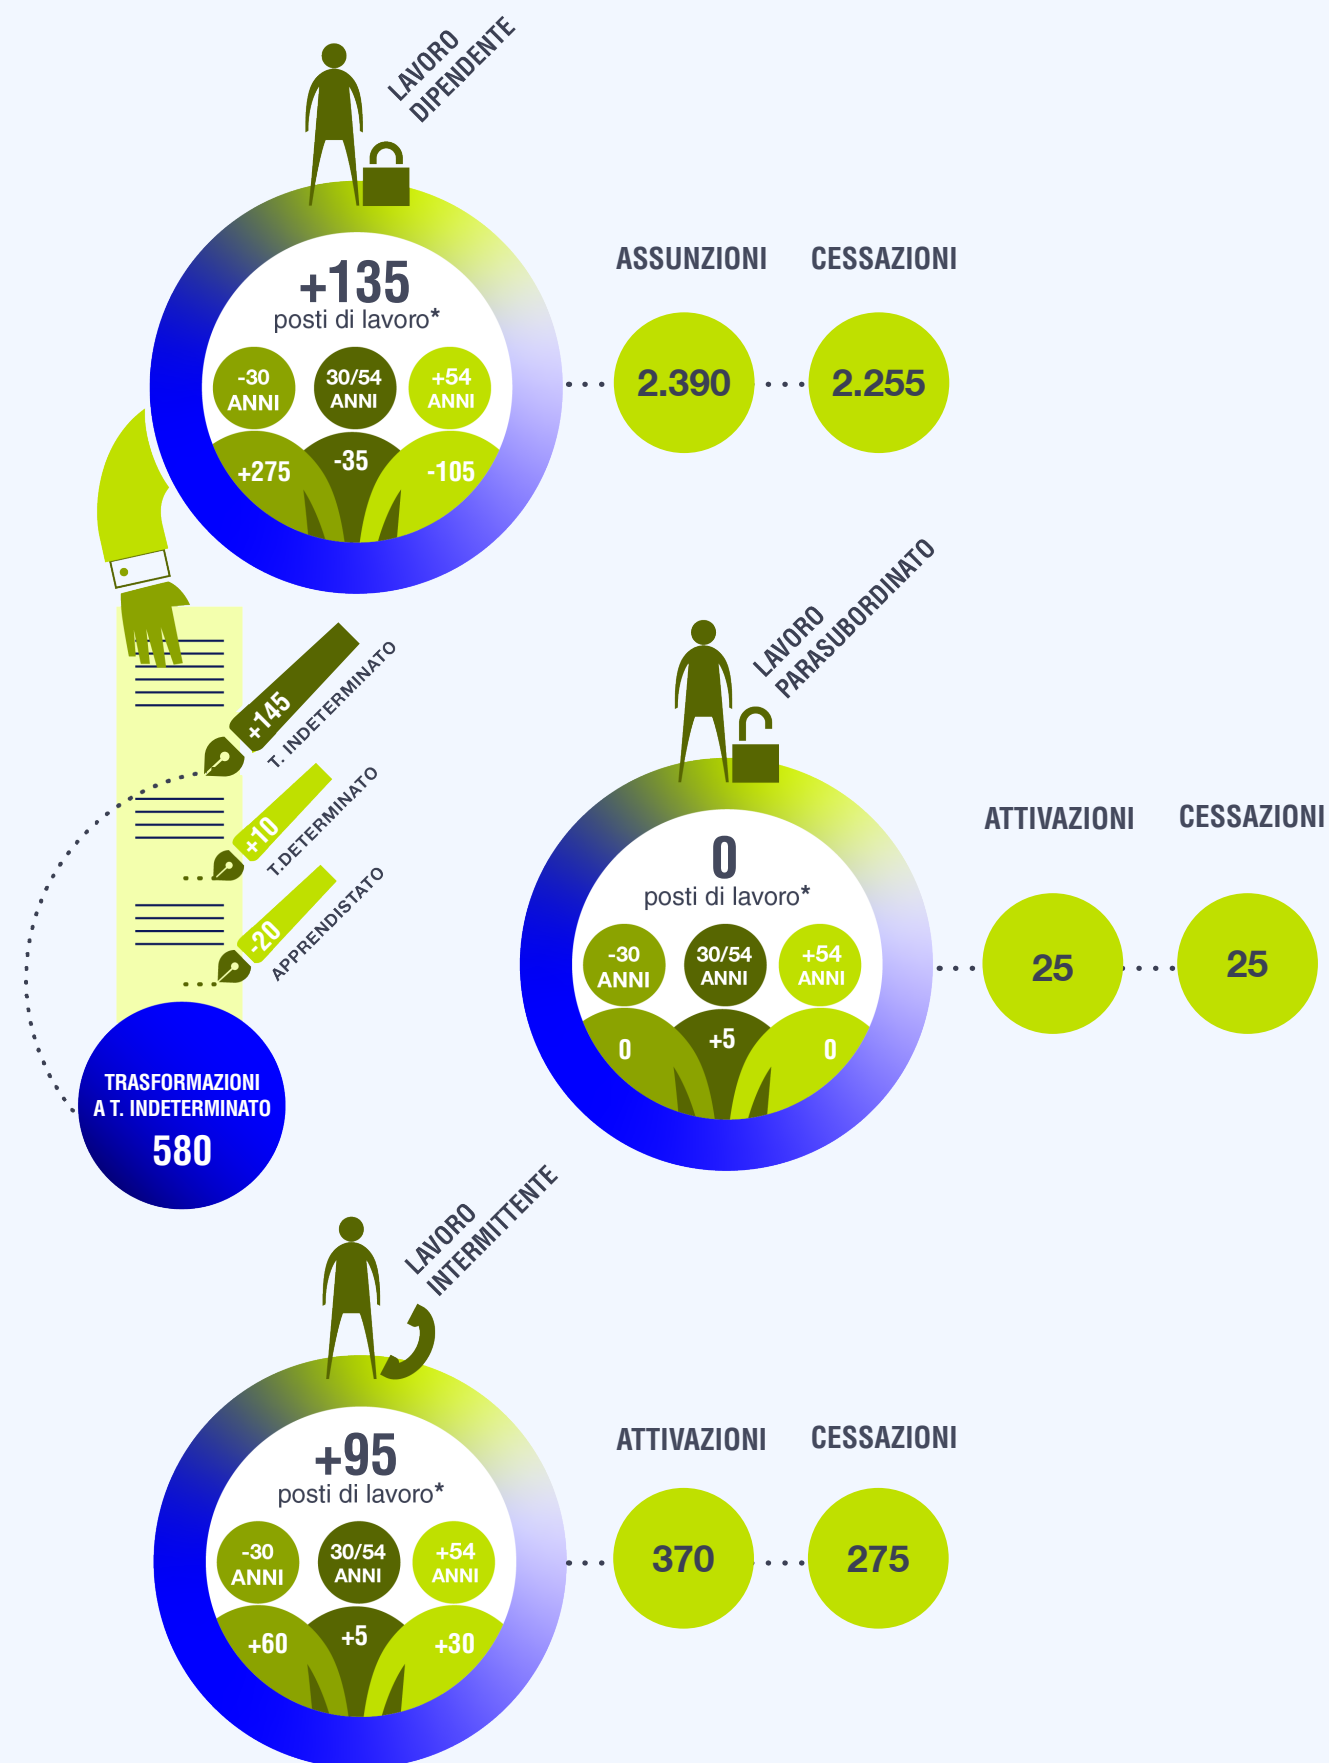 LAVORO
DIPENDENTE
+135
posti di lavoro*
-30
ANNI
30/54
ANNI
+54
ANNI
+275
-35
-105
ASSUNZIONI
CESSAZIONI
2.390
2.255
+145
T. INDETERMINATO
+10
T.DETERMINATO
-20
APPRENDISTATO
TRASFORMAZIONI
A T. INDETERMINATO
580
LAVORO
PARASUBORDINATO
0
posti di lavoro*
-30
ANNI
30/54
ANNI
+54
ANNI
0
+5
0
ATTIVAZIONI
CESSAZIONI
25
25
LAVORO
INTERMITTENTE
+95
posti di lavoro*
-30
ANNI
30/54
ANNI
+54
ANNI
+60
+5
+30
ATTIVAZIONI
CESSAZIONI
370
275